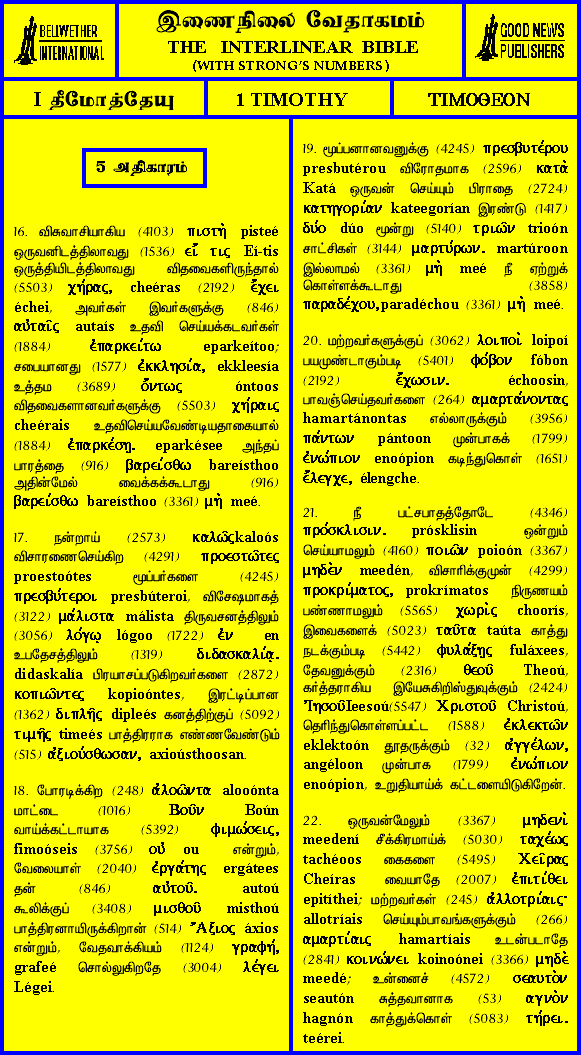 BELLWETHER
INTERNATIONAL
இணைநிலை வேதாகமம்
THE INTERLINEAR BIBLE
(WITH STRONG'S NUMBERS)
GOOD NEWS
PUBLISHERS
I தீமோத்தேயு
1 TIMOTHY
ΤΙΜΟΘΕΟΝ
5 அதிகாரம்
16. விசுவாசியாகிய (4103) πιστὴ pisteé
ஒருவனிடத்திலாவது (1536) εἴ τις Eí-tis
ஒருத்தியிடத்திலாவது விதவைகளிருந்தால்
(5503) χήρας, cheéras (2192) ἔχει
échei, அவர்கள் இவர்களுக்கு (846)
αὐταῖς autaís உதவி செய்யக்கடவர்கள்
(1884) ἐπαρκείτω eparkeítoo;
சபையானது (1577) ἐκκλησία, ekkleesía
உத்தம (3689) ὄντως óntoos
விதவைகளானவர்களுக்கு (5503) χήραις
cheérais உதவிசெய்யவேண்டியதாகையால்
(1884) ἐπαρκέσῃ. eparkésee அந்தப்
பாரத்தை (916) βαρείσθω bareísthoo
அதின்மேல் வைக்கக்கூடாது (916)
βαρείσθω bareísthoo (3361) μὴ meé.
17. நன்றாய் (2573) καλῶςkaloós
விசாரணைசெய்கிற (4291) προεστῶτες
proestoótes மூப்பர்களை (4245)
πρεσβύτεροι presbúteroi, விசேஷமாகத்
(3122) μάλιστα málista திருவசனத்திலும்
(3056) λόγῳ lógoo (1722) ἐν en
உபதேசத்திலும் (1319) διδασκαλίᾳ.
didaskalía பிரயாசப்படுகிறவர்களை (2872)
κοπιῶντες kopioóntes, இரட்டிப்பான
(1362) διπλῆς dipleés கனத்திற்குப் (5092)
τιμῆς timeés பாத்திரராக எண்ணவேண்டும்
(515) ἀξιούσθωσαν, axioústhoosan.
18. போரடிக்கிற (248) ἀλοῶντα alooónta
மாட்டை (1016) Βοῦν Boún
வாய்க்கட்டாயாக (5392) φιμώσεις,
fimoóseis (3756) οὐ ou என்றும்,
வேலையாள் (2040) ἐργάτης ergátees
தன் (846) αὐτοῦ. autoú
கூலிக்குப் (3408) μισθοῦ misthoú
பாத்திரனாயிருக்கிறான் (514) Ἄξιος áxios
என்றும், வேதவாக்கியம் (1124) γραφή,
grafeé சொல்லுகிறதே (3004) λέγει
Légei.
19. மூப்பனானவனுக்கு (4245) πρεσβυτέρου
presbutérou விரோதமாக (2596) κατὰ
Katá ஒருவன் செய்யும் பிராதை (2724)
κατηγορίαν kateegorían இரண்டு (1417)
δύο dúo மூன்று (5140) τριῶν trioón
சாட்சிகள் (3144) μαρτύρων. martúroon
இல்லாமல் (3361) μὴ meé நீ ஏற்றுக்
கொள்ளக்கூடாது (3858)
παραδέχου,paradéchou (3361) μὴ meé.
20. மற்றவர்களுக்குப் (3062) λοιποὶ loipoí
பயமுண்டாகும்படி (5401) φόβον fóbon
(2192) ἔχωσιν. échoosin,
பாவஞ்செய்தவர்களை (264) αμαρτάνοντας
hamartánontas எல்லாருக்கும் (3956)
πάντων pántoon முன்பாகக் (1799)
ἐνώπιον enoópion கடிந்துகொள் (1651)
ἔλεγχε, élengche.
21. நீ பட்சபாதத்தோடே (4346)
πρόσκλισιν. prósklisin ஒன்றும்
செய்யாமலும் (4160) ποιῶν poioón (3367)
μηδὲν meedén, விசாரிக்குமுன் (4299)
προκρίματος, prokrímatos நிருணயம்
பண்ணாமலும் (5565) χωρὶς choorís,
இவைகளைக் (5023) ταῦτα taúta காத்து
நடக்கும்படி (5442) φυλάξῃς fuláxees,
தேவனுக்கும் (2316) θεοῦ Theoú,
கர்த்தராகிய இயேசுகிறிஸ்துவுக்கும் (2424)
ἸησοῦIeesoú(5547) Χριστοῦ Christoú,
தெரிந்துகொள்ளப்பட்ட (1588) ἐκλεκτῶν
eklektoón தூதருக்கும் (32) ἀγγέλων,
angéloon முன்பாக (1799) ἐνώπιον
enoópion, உறுதியாய்க் கட்டளையிடுகிறேன்.
22. ஒருவன்மேலும் (3367) μηδενὶ
meedení சீக்கிரமாய்க் (5030) ταχέως
tachéoos கைகளை (5495) Χεῖρας
Cheíras வையாதே (2007) ἐπιτίθει
epitíthei; மற்றவர்கள் (245) ἀλλοτρίαις·
allotríais செய்யும்பாவங்களுக்கும் (266)
αμαρτίαις hamartíais உடன்படாதே
(2841) κοινώνει koinoónei (3366) μηδὲ
meedé; உன்னைச் (4572) σεαυτὸν
seautón சுத்தவானாக (53) αγνὸν
hagnón காத்துக்கொள் (5083) τήρει.
teérei.